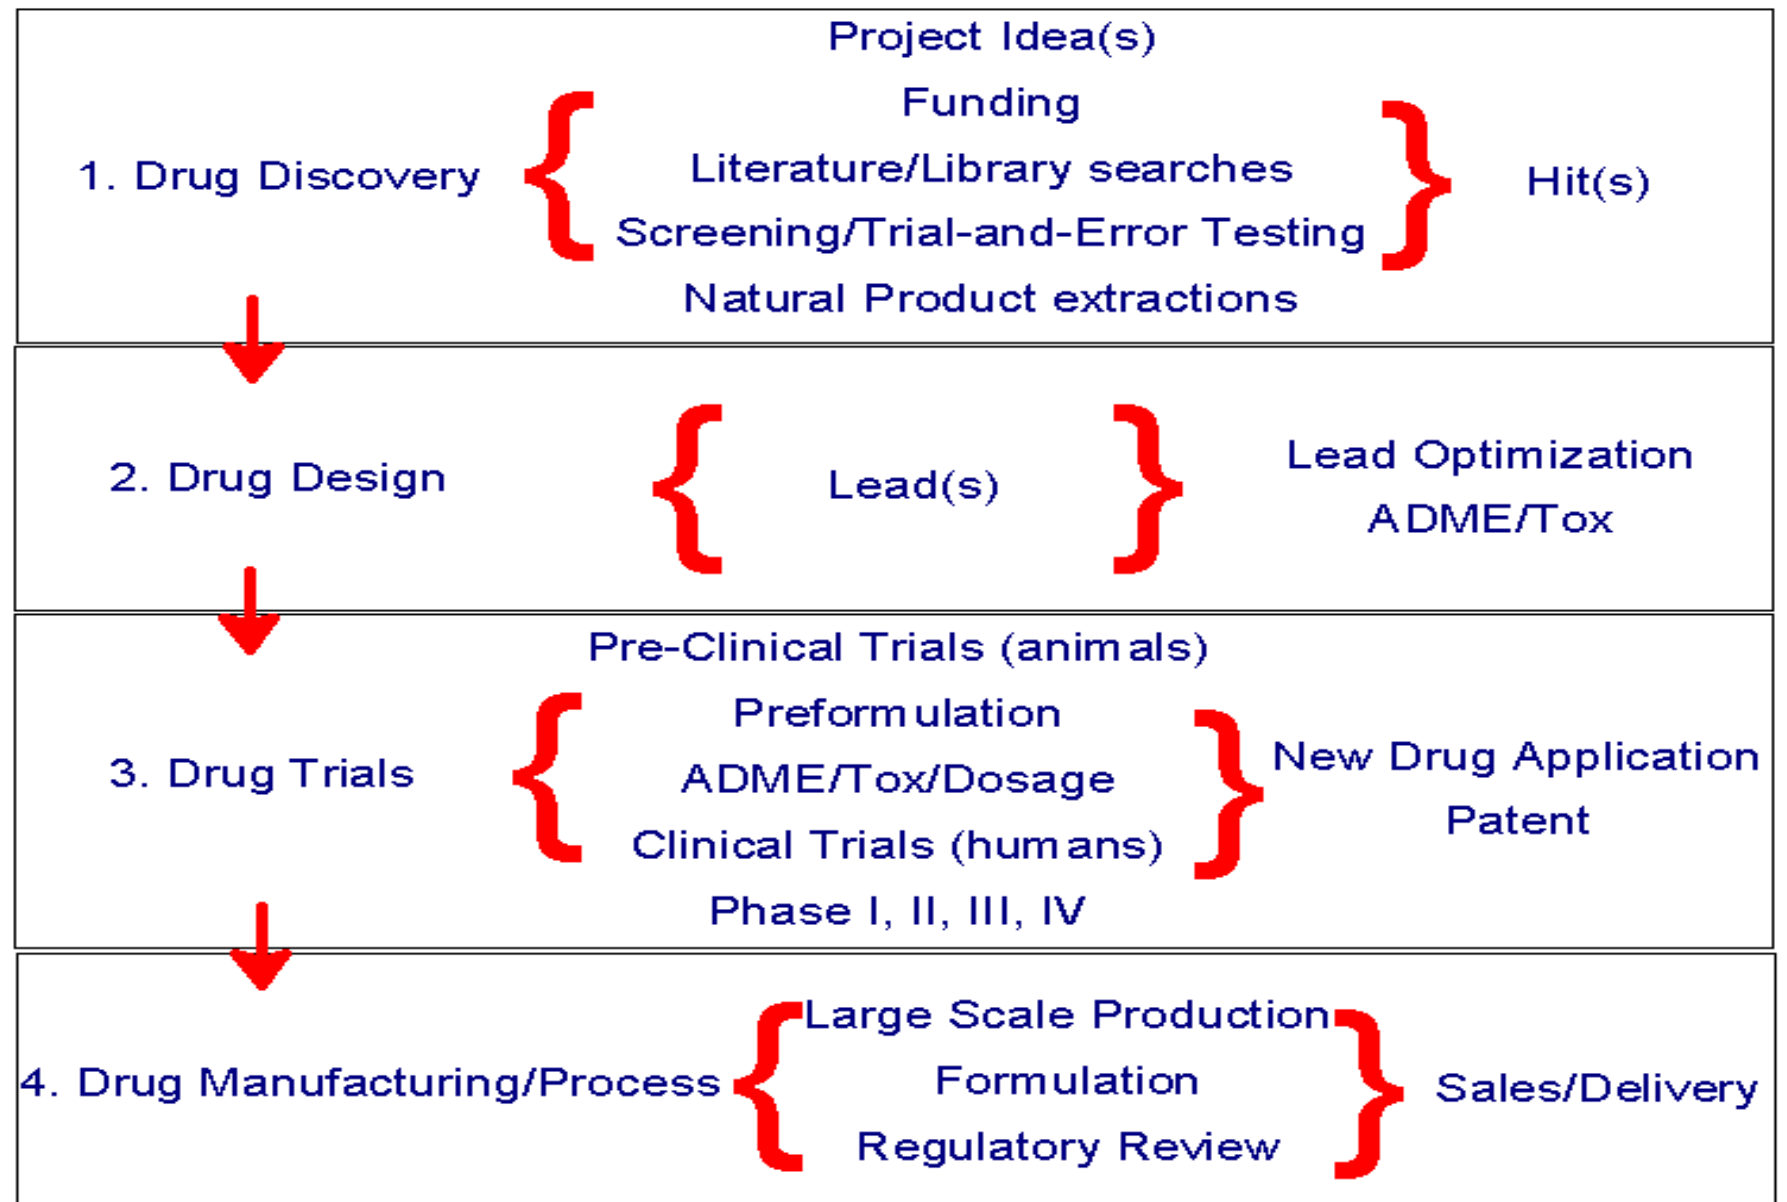 Project Idea(s)
Funding
1. Drug Discovery
Literature/Library searches
Hit(s)
Screening/Trial-and-Error Testing
Natural Product extractions
2. Drug Design
Lead(s)
Lead Optimization
ADME/Tox
Pre-Clinical Trials (animals)
Preformulation
3. Drug Trials
ADME/Tox/Dosage
New Drug Application
Patent
Clinical Trials (humans)
Phase I, II, III, IV
Large Scale Production
4. Drug Manufacturing/Process
Formulation
Sales/Delivery
Regulatory Review